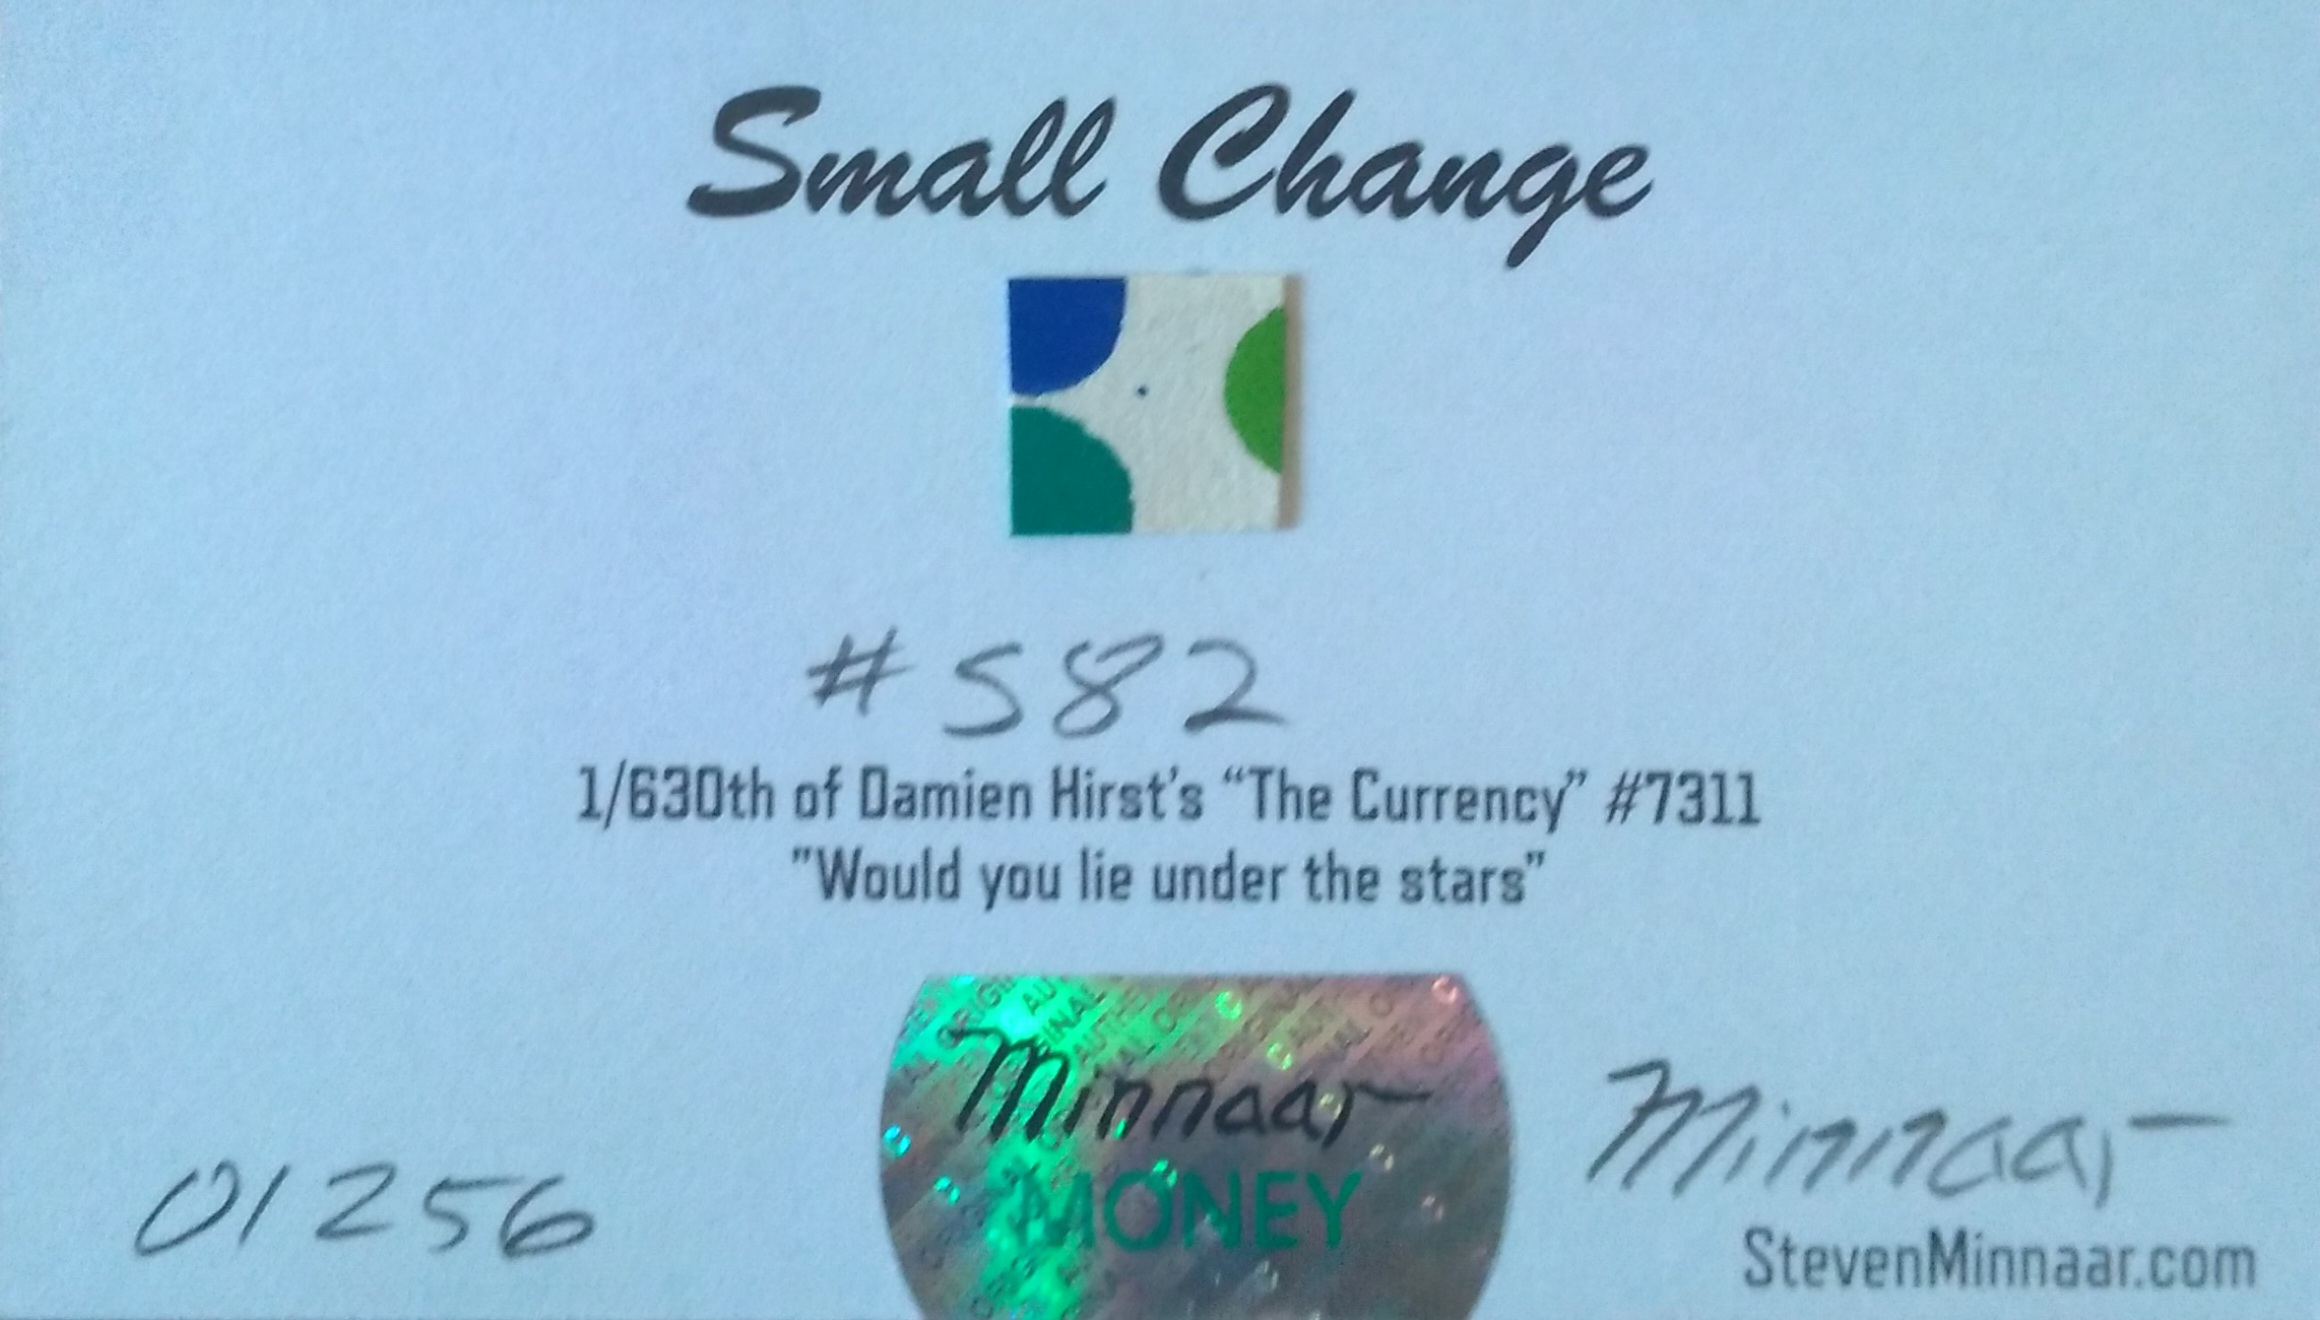 Small Change
#582
1/630th of Damien Hirst's “The Currency” #7311
"Would you lie under the stars"
Minnaar
MONEY
01256
Minnaar
StevenMinnaar.com